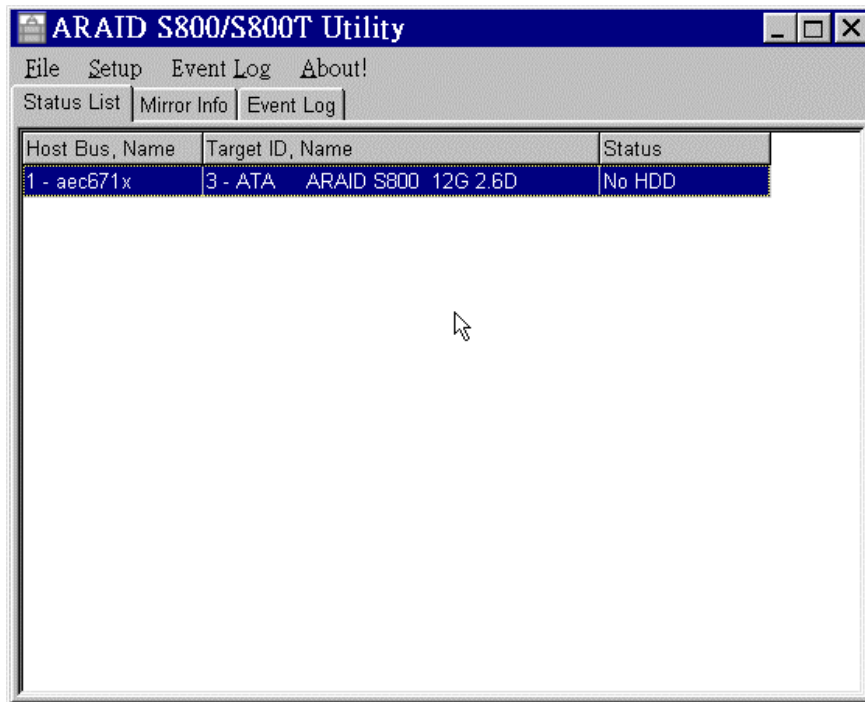 ARAID S800/S800T Utility
File Setup Event Log About!
Status List Mirror Info Event Log
Host Bus, Name Target ID, Name Status
1 - aec671x 3 - ATA ARAID S800 12G 2.6D No HDD